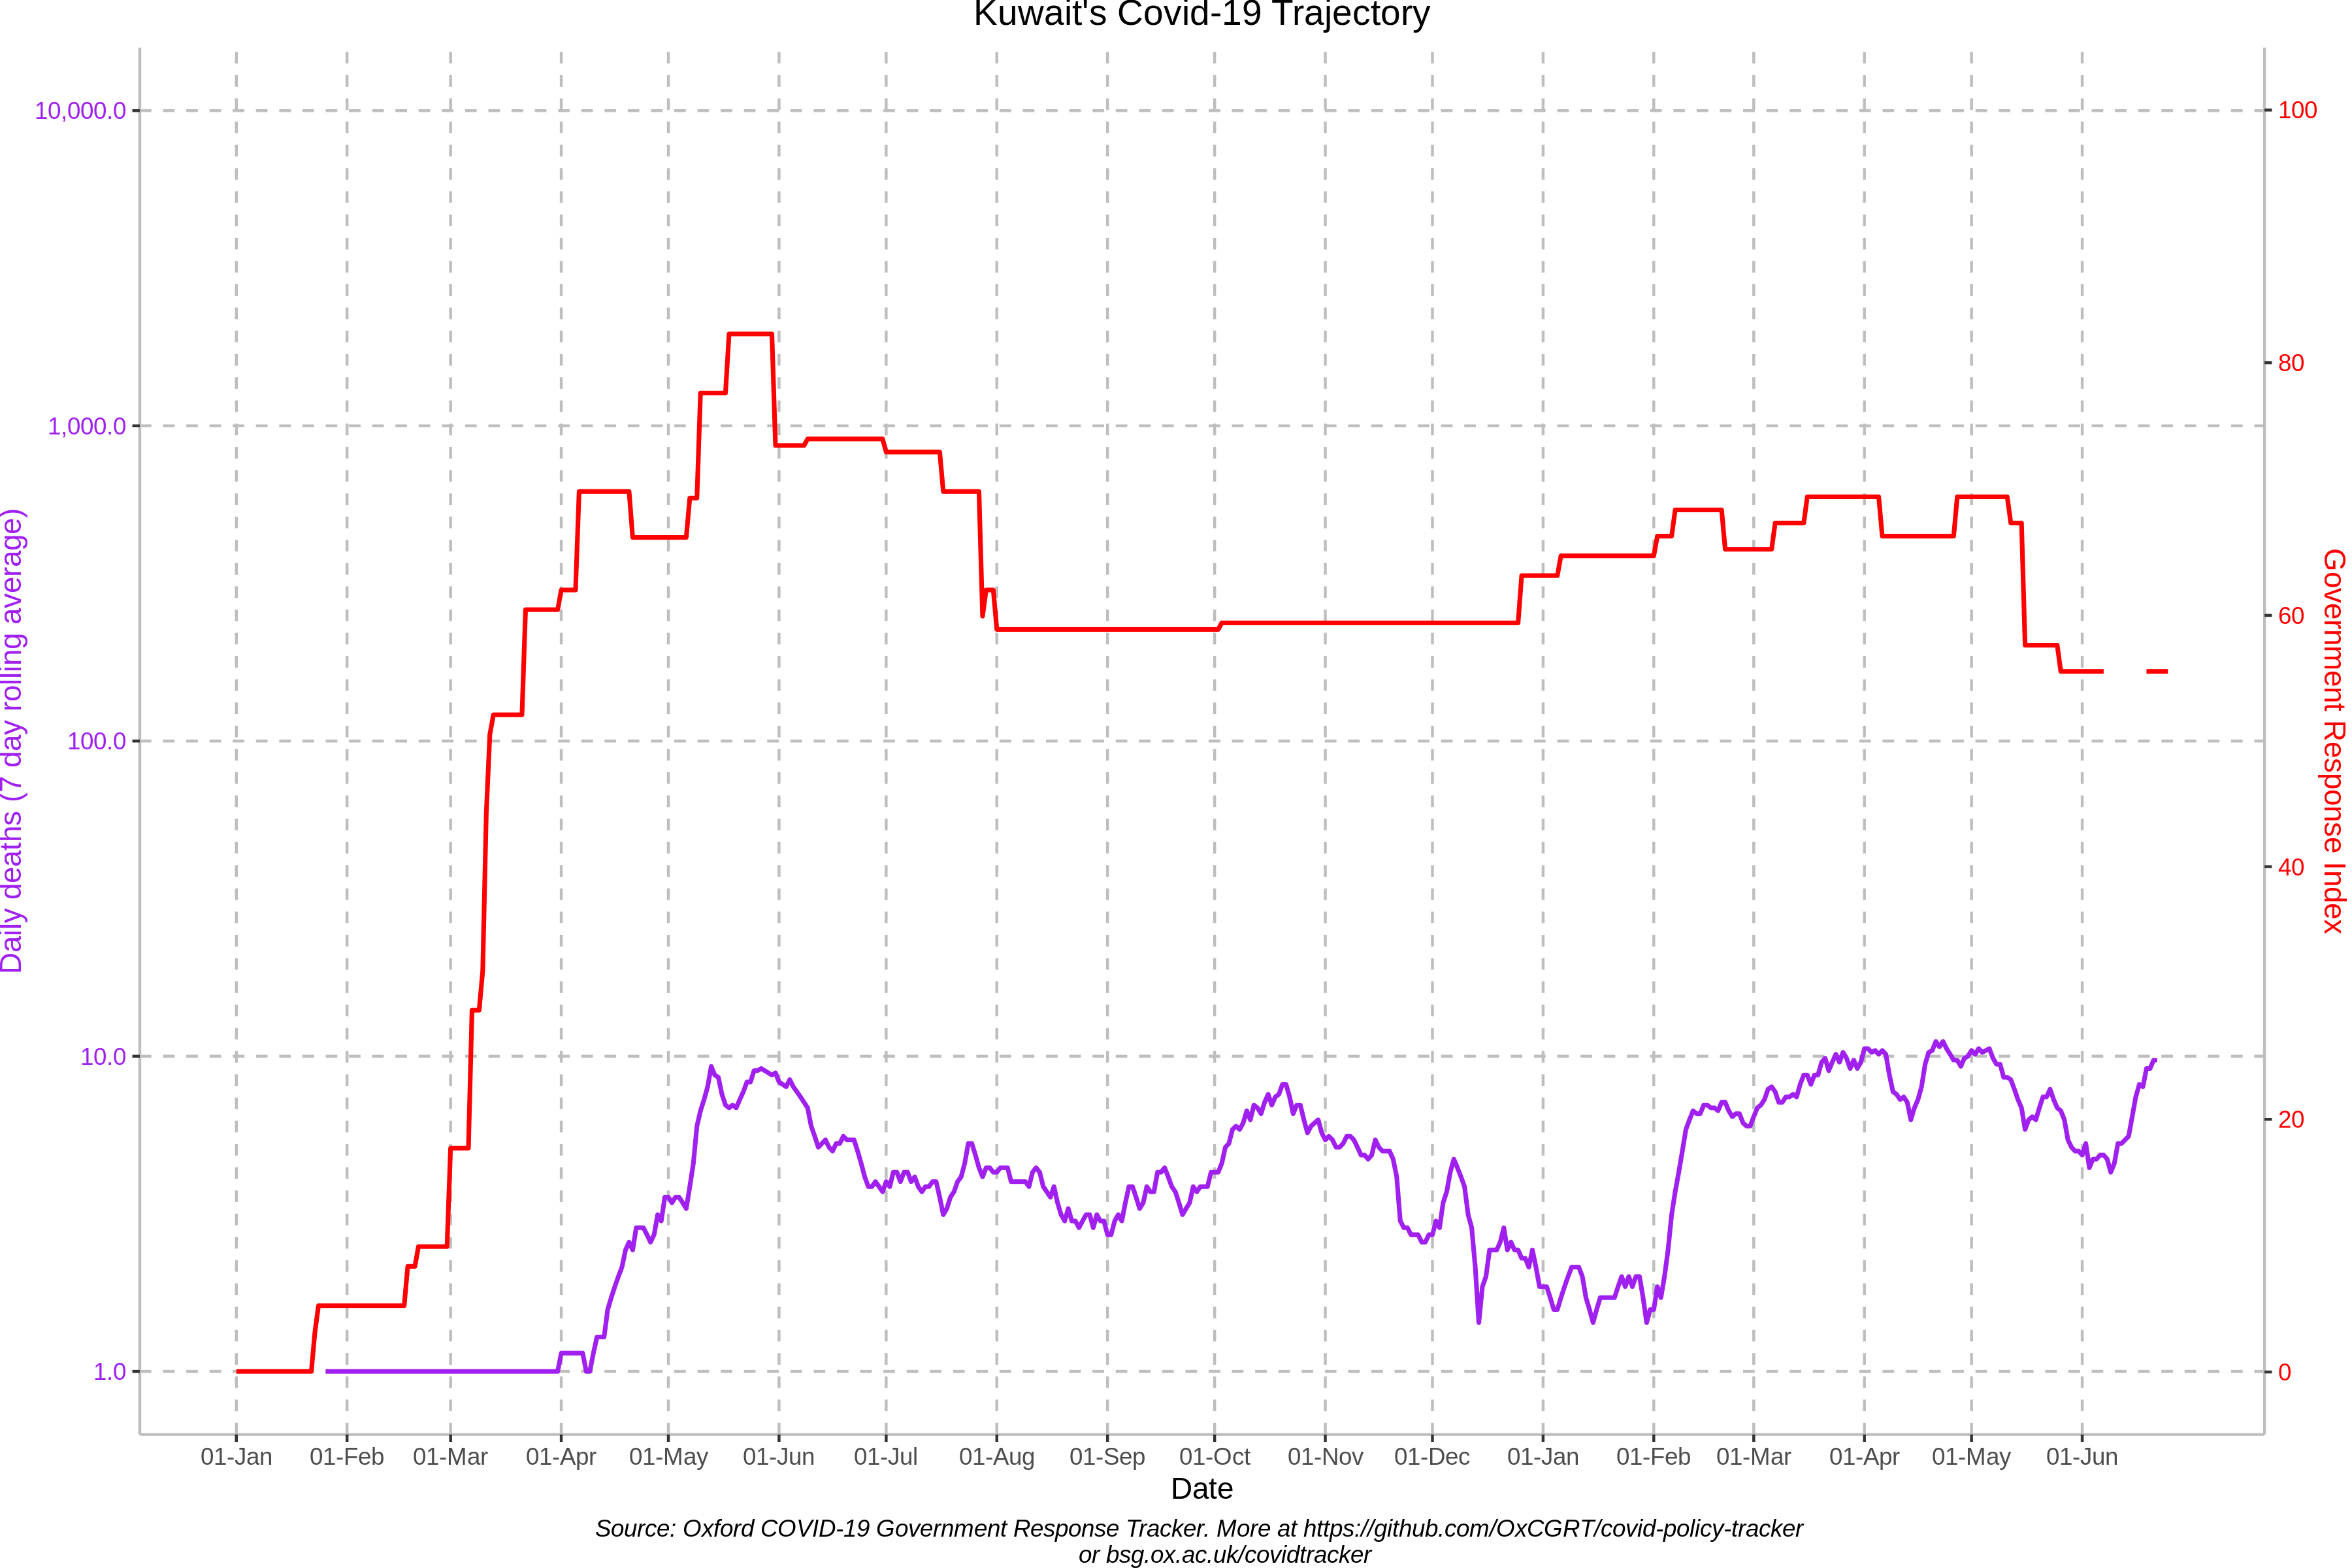 Kuwait's Covid-19 Trajectory
10,000.0
1,000.0
100.0
10.0
1.0
Daily deaths (7 day rolling average)
100
80
60
40
20
0
Government Response Index
01-Jan 01-Feb 01-Mar 01-Apr 01-May 01-Jun 01-Jul 01-Aug 01-Sep 01-Oct 01-Nov 01-Dec 01-Jan 01-Feb 01-Mar 01-Apr 01-May 01-Jun
Date
Source: Oxford COVID-19 Government Response Tracker. More at https://github.com/OxCGRT/covid-policy-tracker
or bsg.ox.ac.uk/covidtracker